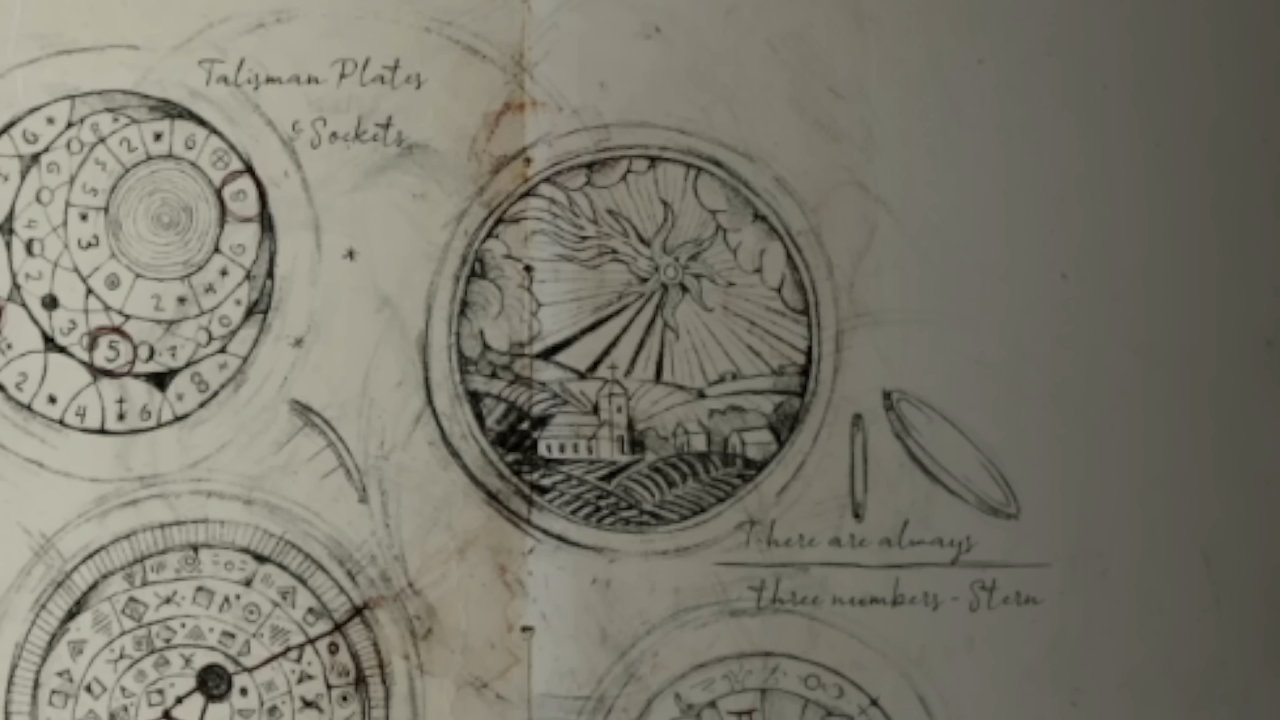 Talisman Plates
& Sockets
There are always
three numbers - Stern